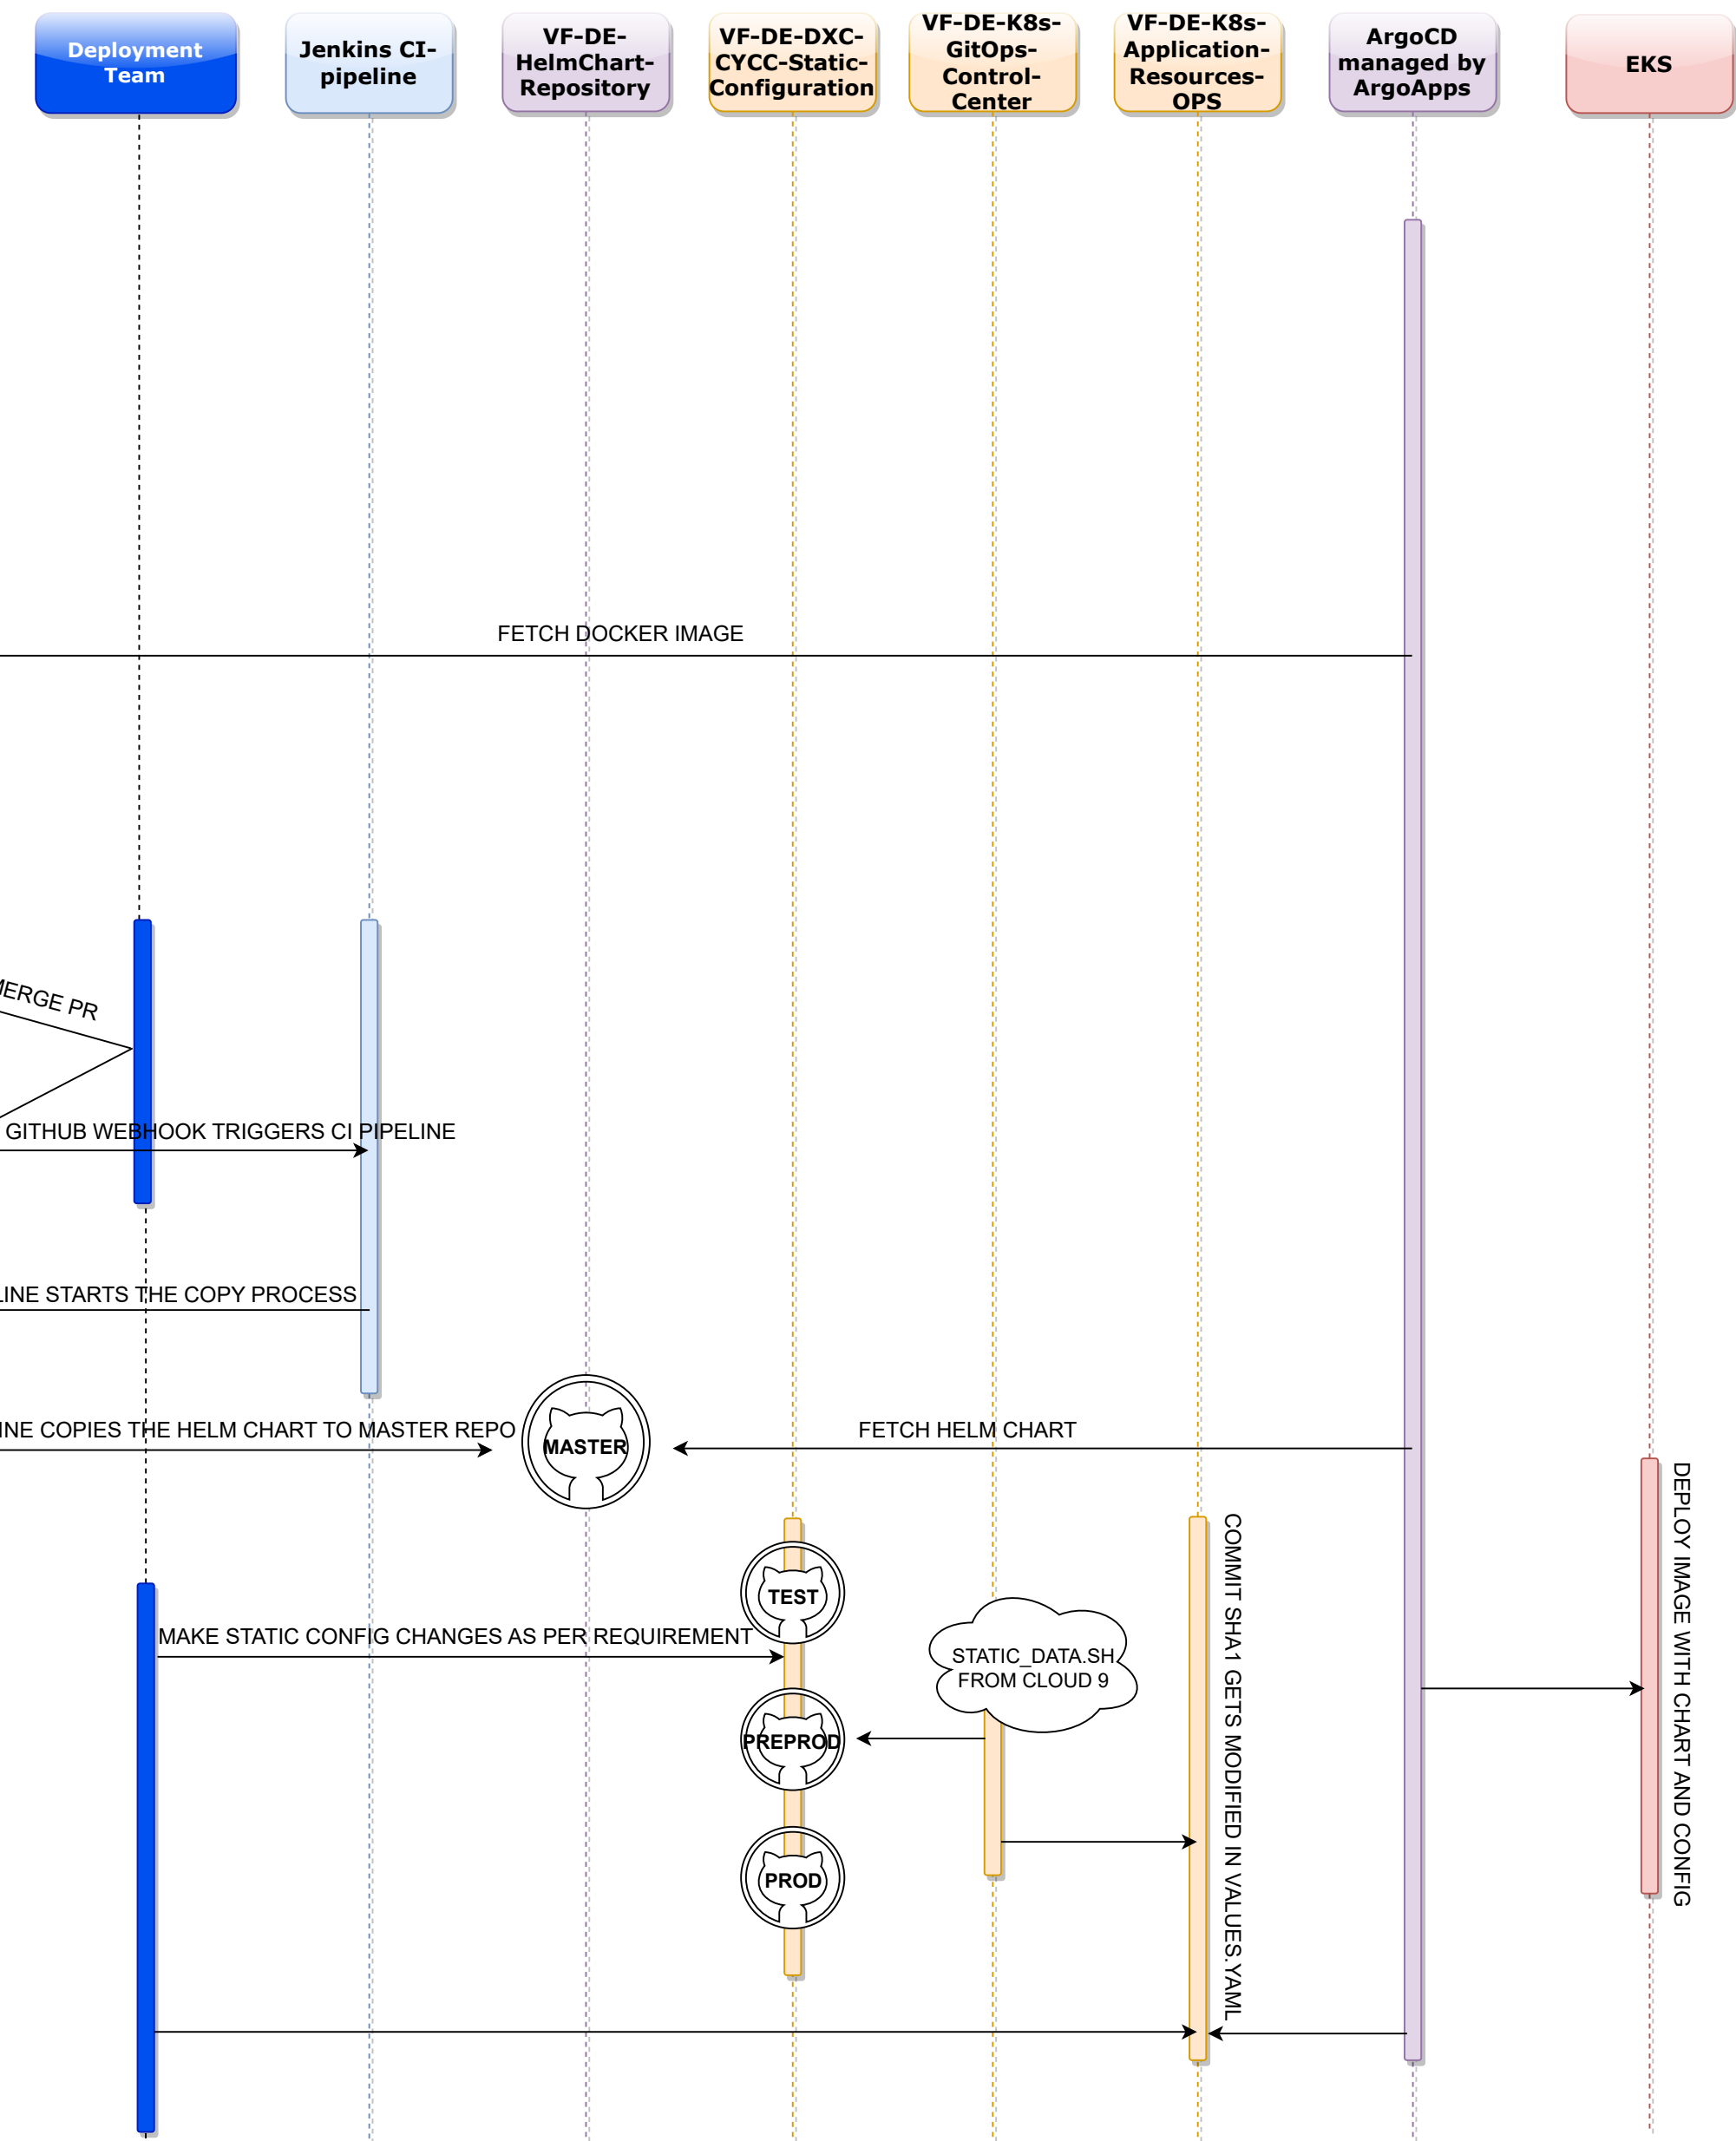 Deployment
Team
Jenkins CI-
pipeline
VF-DE-
HelmChart-
Repository
VF-DE-DXC-
CYCC-Static-
Configuration
VF-DE-K8s-
GitOps-
Control-
Center
VF-DE-K8s-
Application-
Resources-
OPS
ArgoCD
managed by
ArgoApps
EKS
FETCH DOCKER IMAGE
MERGE PR
GITHUB WEBHOOK TRIGGERS CI PIPELINE
LINE STARTS THE COPY PROCESS
INE COPIES THE HELM CHART TO MASTER REPO
MASTER
FETCH HELM CHART
DEPLOY IMAGE WITH CHART AND CONFIG
COMMIT SHA1 GETS MODIFIED IN VALUES.YAML
TEST
MAKE STATIC CONFIG CHANGES AS PER REQUIREMENT
STATIC_DATA.SH
FROM CLOUD 9
PREPROD
PROD